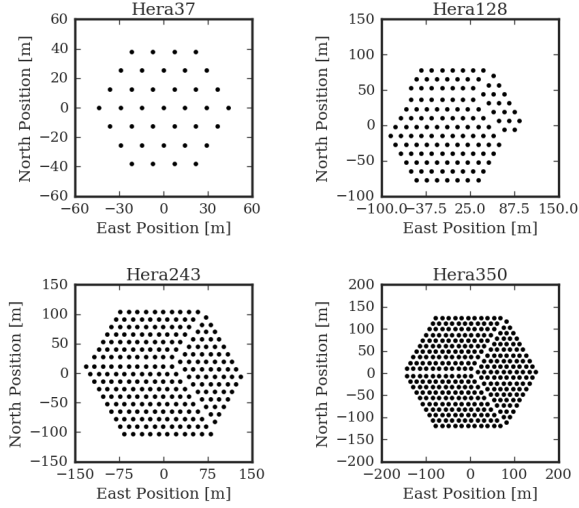 Hera37
60
40
20
0
−20
−40
−60
−60 −30 0 30 60
North Position [m]
East Position [m]
Hera128
150
100
50
0
−50
−100
−100.0 −37.5 25.0 87.5 150.0
North Position [m]
East Position [m]
Hera243
150
100
50
0
−50
−100
−150
−150 −75 0 75 150
North Position [m]
East Position [m]
Hera350
200
150
100
50
0
−50
−100
−150
−200
−200 −100 0 100 200
North Position [m]
East Position [m]